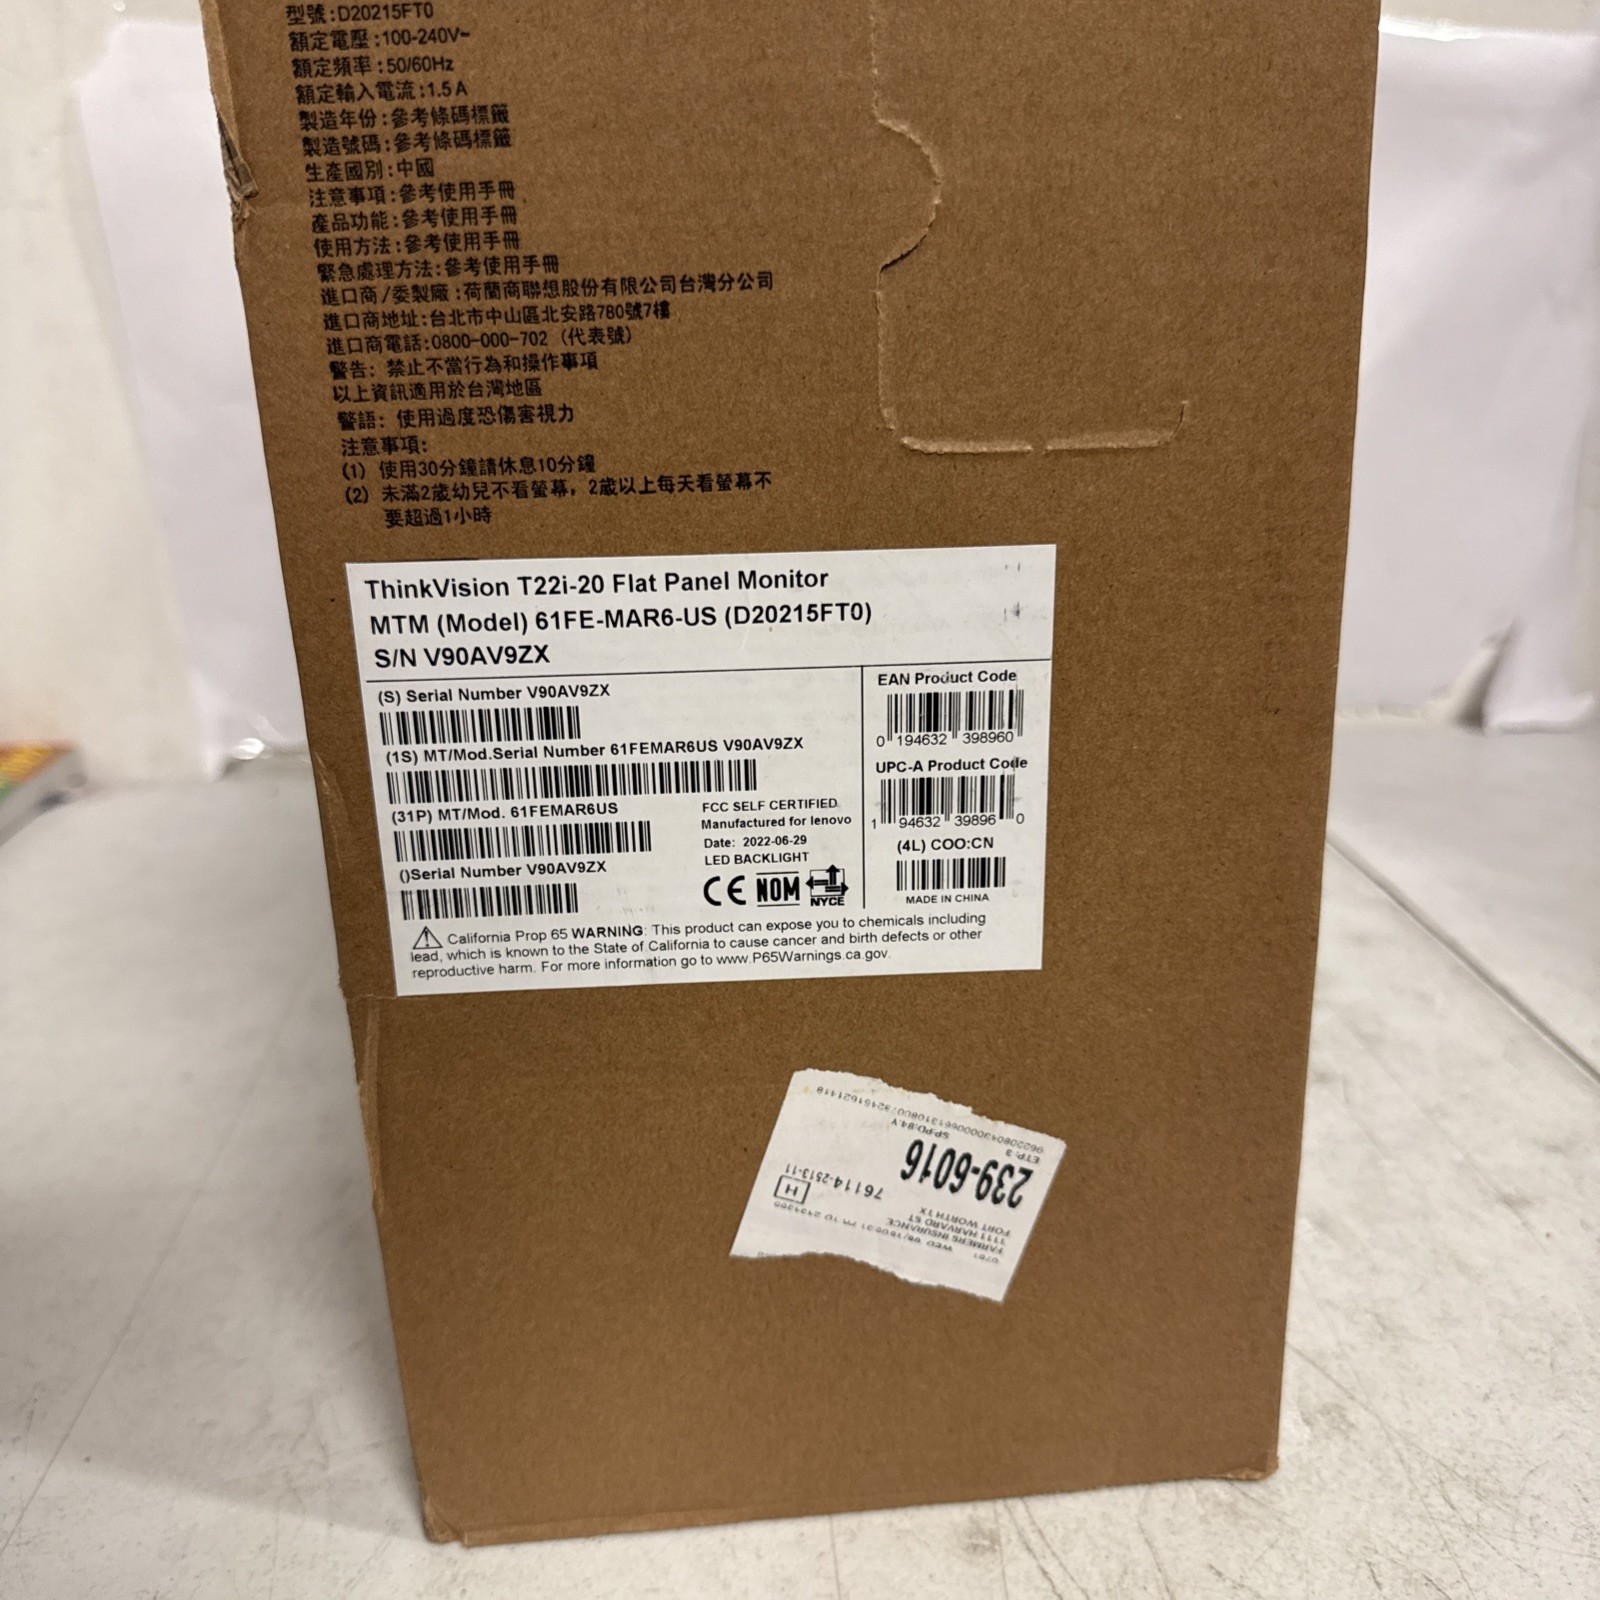 型號:D20215FT0
額定電壓:100-240V~
額定頻率:50/60Hz
額定輸入電流:1.5A
製造年份:參考條碼標籤
製造號碼:參考條碼標籤
生產國別:中國
注意事項:參考使用手冊
產品功能:參考使用手冊
使用方法:參考使用手冊
緊急處理方法:參考使用手冊
進口商/委製廠:荷蘭商聯想股份有限公司台灣分公司
進口商地址:台北市中山區北安路780號7樓
進口商電話:0800-000-702 (代表號)
警告: 禁止不當行為和操作事項
以上資訊適用於台灣地區
警語: 使用過度恐傷害視力
注意事項:
(1) 使用30分鐘請休息10分鐘
(2) 未滿2歲幼兒不看螢幕, 2歲以上每天看螢幕不
要超過1小時
ThinkVision T22i-20 Flat Panel Monitor
MTM (Model) 61FE-MAR6-US (D20215FT0)
S/N V90AV9ZX
(S) Serial Number V90AV9ZX
(1S) MT/Mod.Serial Number 61FEMAR6US V90AV9ZX
(31P) MT/Mod. 61FEMAR6US
()Serial Number V90AV9ZX
FCC SELF CERTIFIED
Manufactured for lenovo
Date: 2022-06-29
LED BACKLIGHT
CE NOM NYCE
EAN Product Code
0 194632 398960
UPC-A Product Code
1 94632 39896 0
(4L) COO:CN
MADE IN CHINA
California Prop 65 WARNING: This product can expose you to chemicals including
lead, which is known to the State of California to cause cancer and birth defects or other
reproductive harm. For more information go to www.P65Warnings.ca.gov.
FARMERS INSURANCE
1111 HARVARD ST
FORT WORTH TX
H
76114-2513-11
239-6016
ETP: 3
SP:PD:84.Y